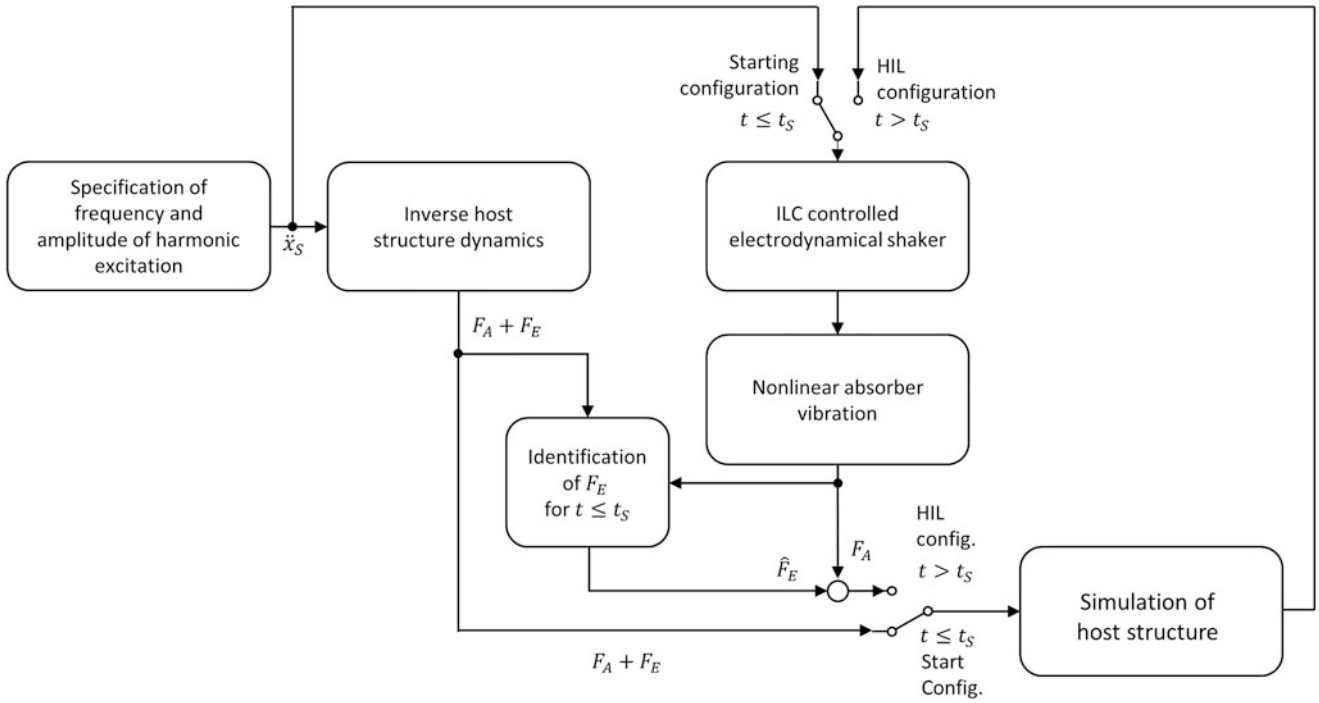 Starting
configuration
t ≤ t_S
HIL
configuration
t > t_S
Specification of
frequency and
amplitude of harmonic
excitation
ẍ_S
Inverse host
structure dynamics
ILC controlled
electrodynamical shaker
F_A + F_E
Nonlinear absorber
vibration
Identification
of F_E
for t ≤ t_S
HIL
config.
t > t_S
F_A
F̂_E
Simulation of
host structure
t ≤ t_S
Start
Config.
F_A + F_E